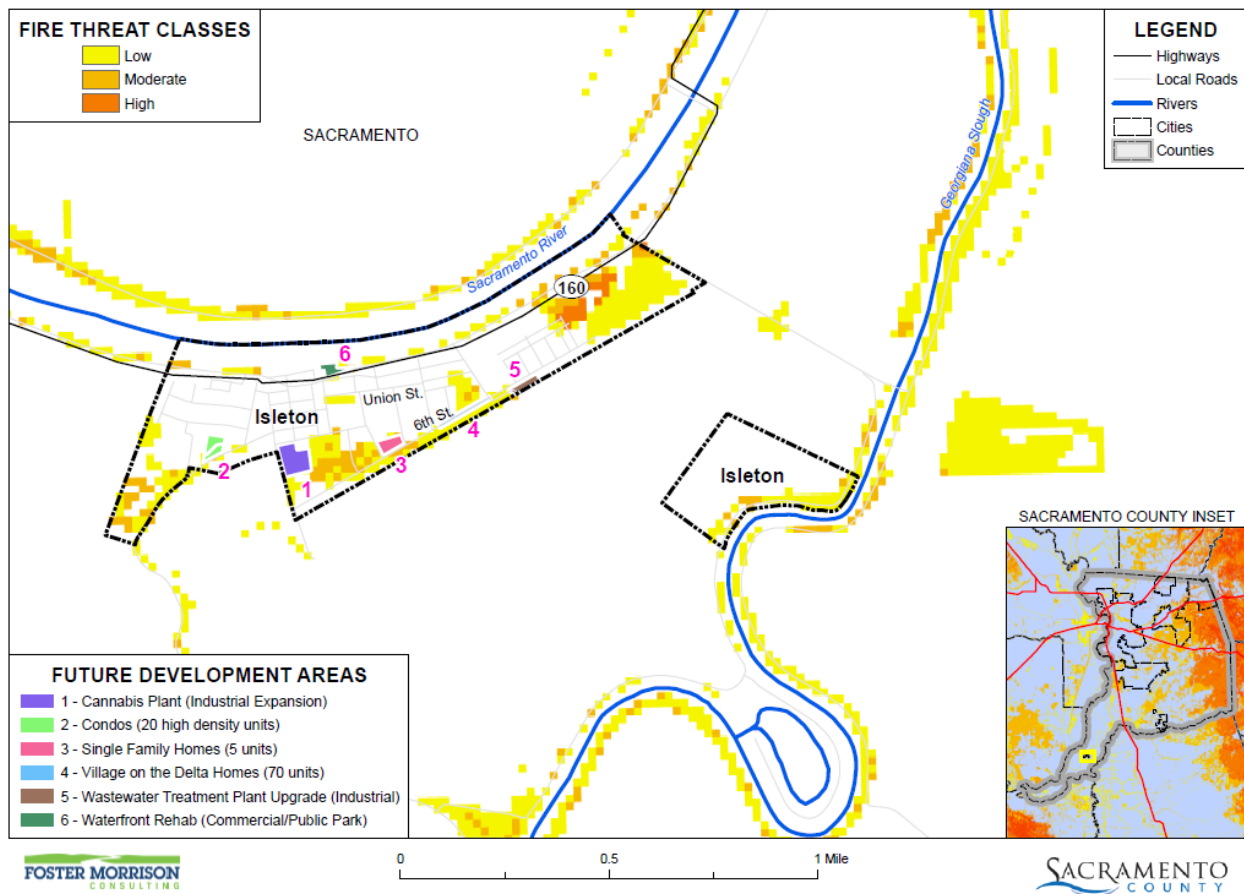 FIRE THREAT CLASSES
Low
Moderate
High
LEGEND
Highways
Local Roads
Rivers
Cities
Counties
SACRAMENTO
Georgiana Slough
Sacramento River
160
6
5
Union St.
Isleton
6th St.
4
2
3
1
Isleton
SACRAMENTO COUNTY INSET
FUTURE DEVELOPMENT AREAS
1 - Cannabis Plant (Industrial Expansion)
2 - Condos (20 high density units)
3 - Single Family Homes (5 units)
4 - Village on the Delta Homes (70 units)
5 - Wastewater Treatment Plant Upgrade (Industrial)
6 - Waterfront Rehab (Commercial/Public Park)
FOSTER MORRISON
CONSULTING
0 0.5 1 Mile
SACRAMENTO
COUNTY